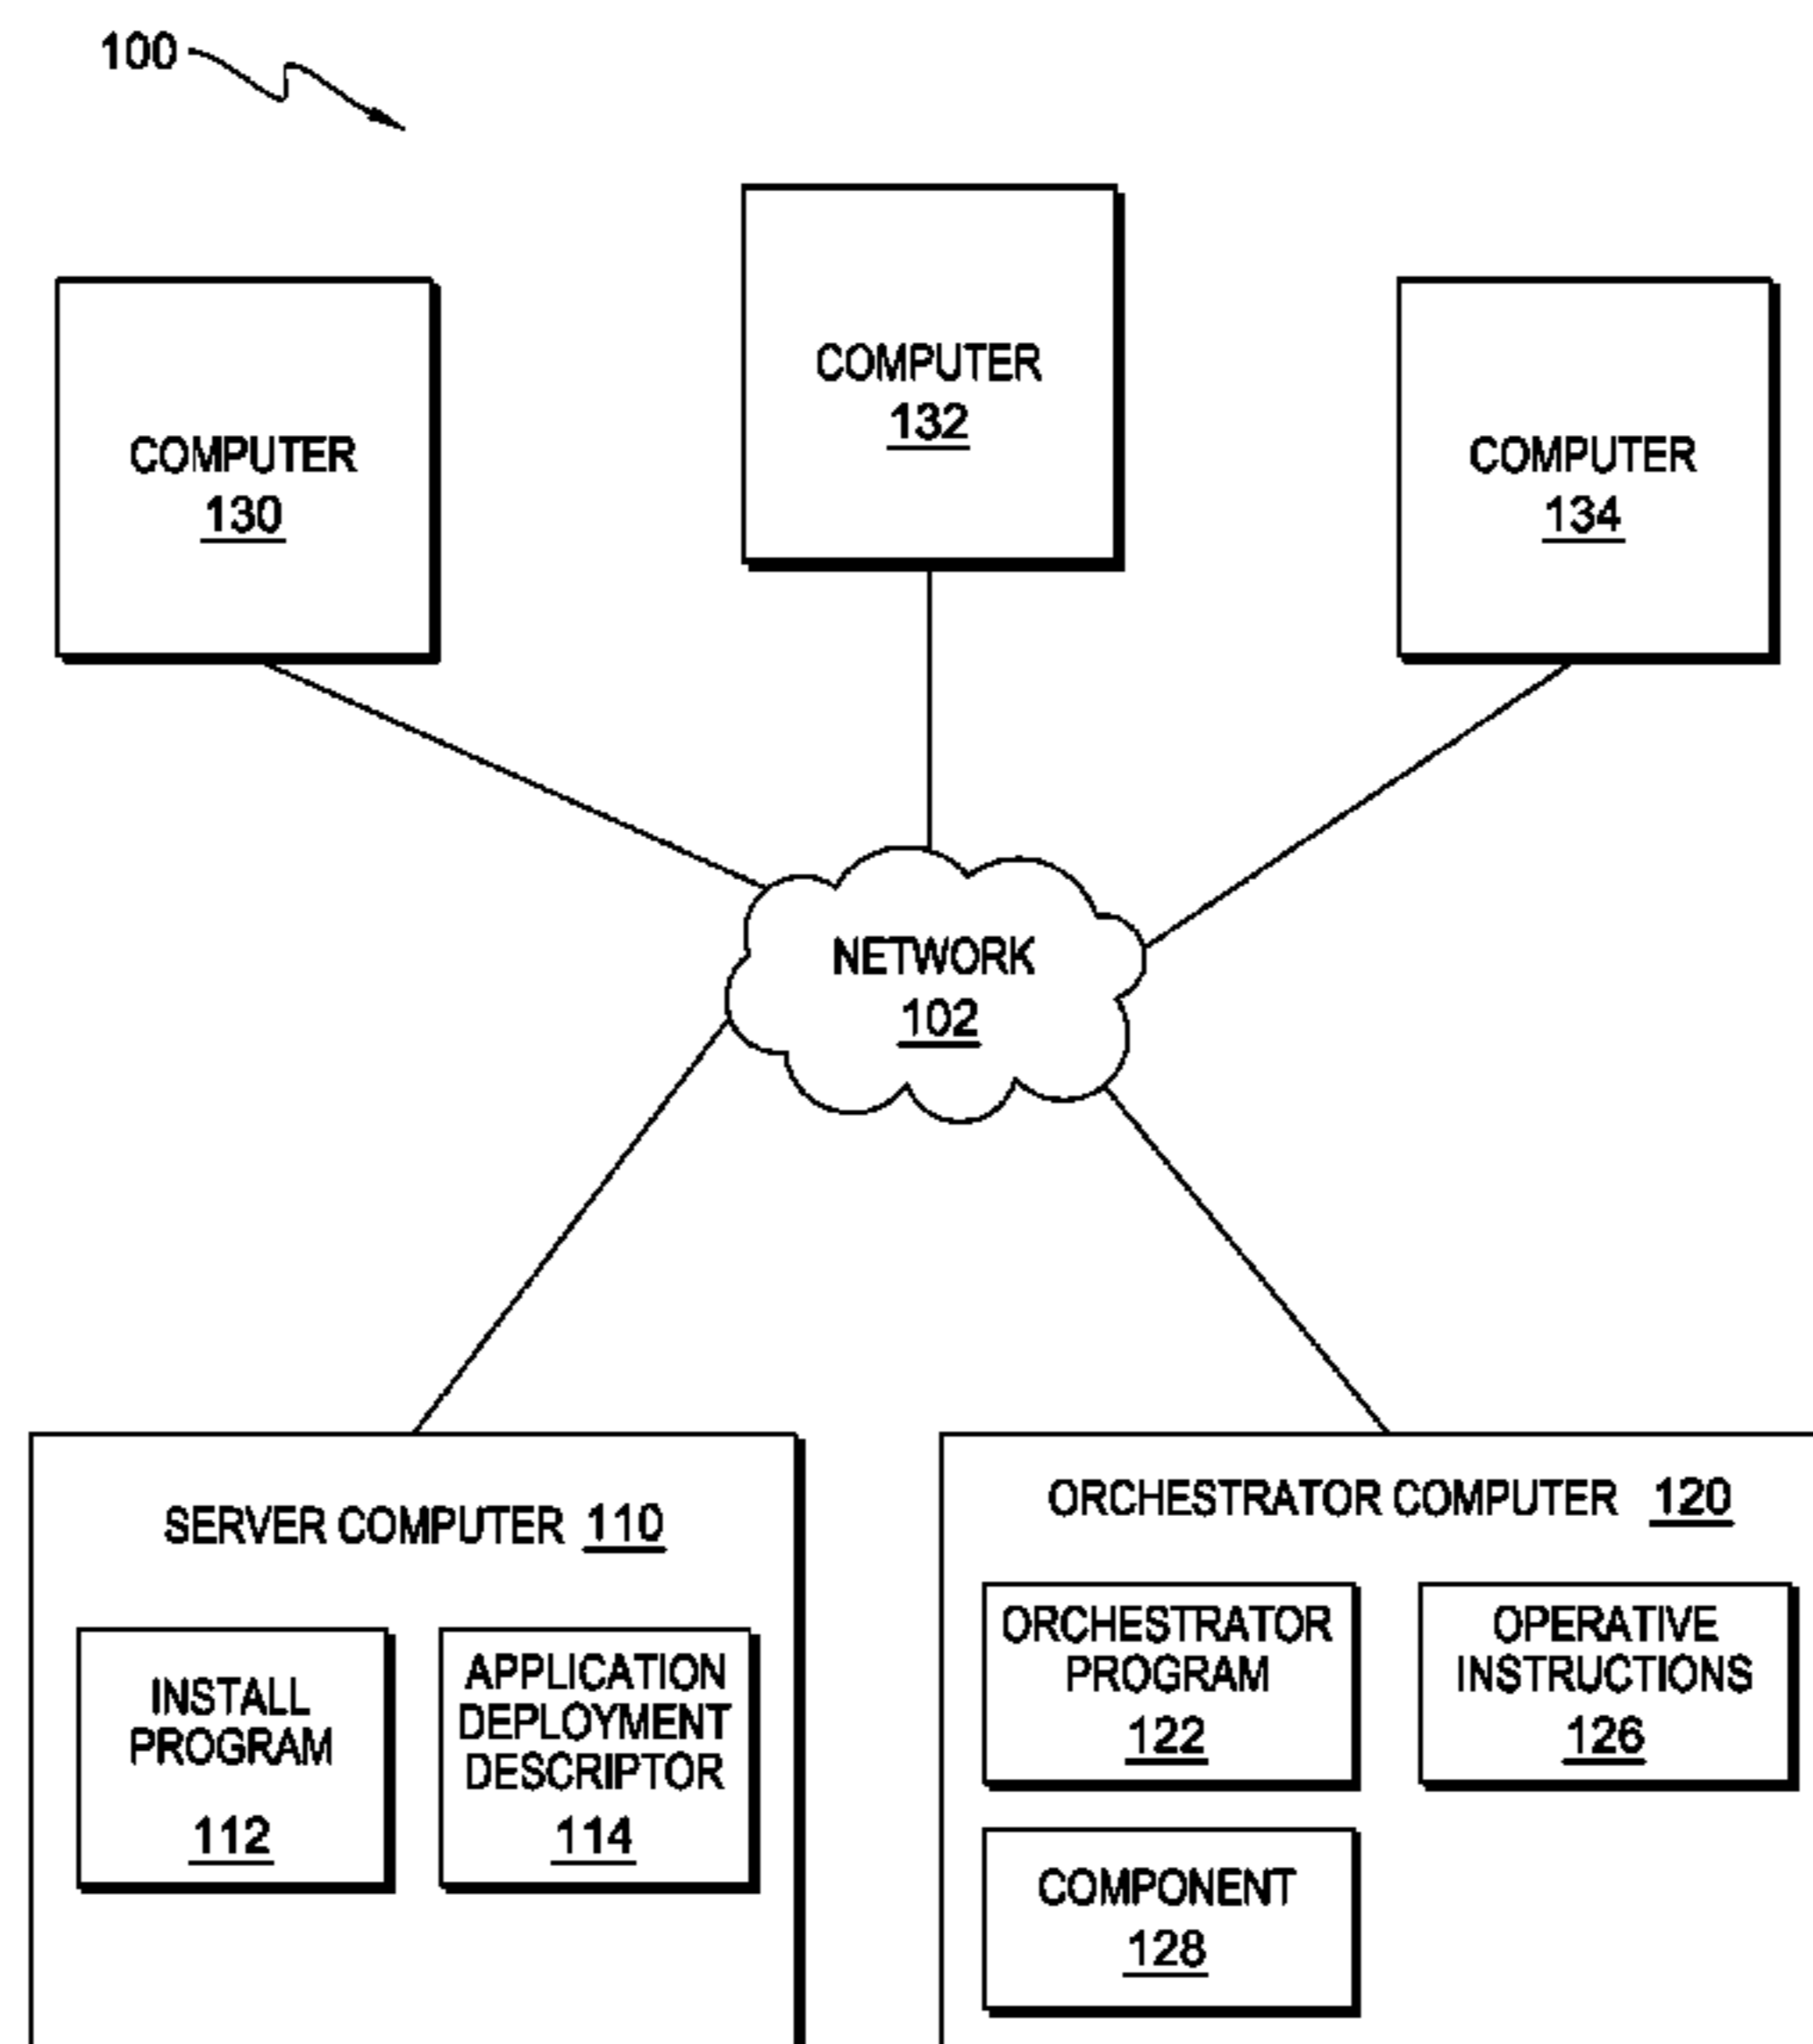 100
COMPUTER
132
COMPUTER
130
COMPUTER
134
NETWORK
102
SERVER COMPUTER 110
INSTALL
PROGRAM
112
APPLICATION
DEPLOYMENT
DESCRIPTOR
114
ORCHESTRATOR COMPUTER 120
ORCHESTRATOR
PROGRAM
122
OPERATIVE
INSTRUCTIONS
126
COMPONENT
128